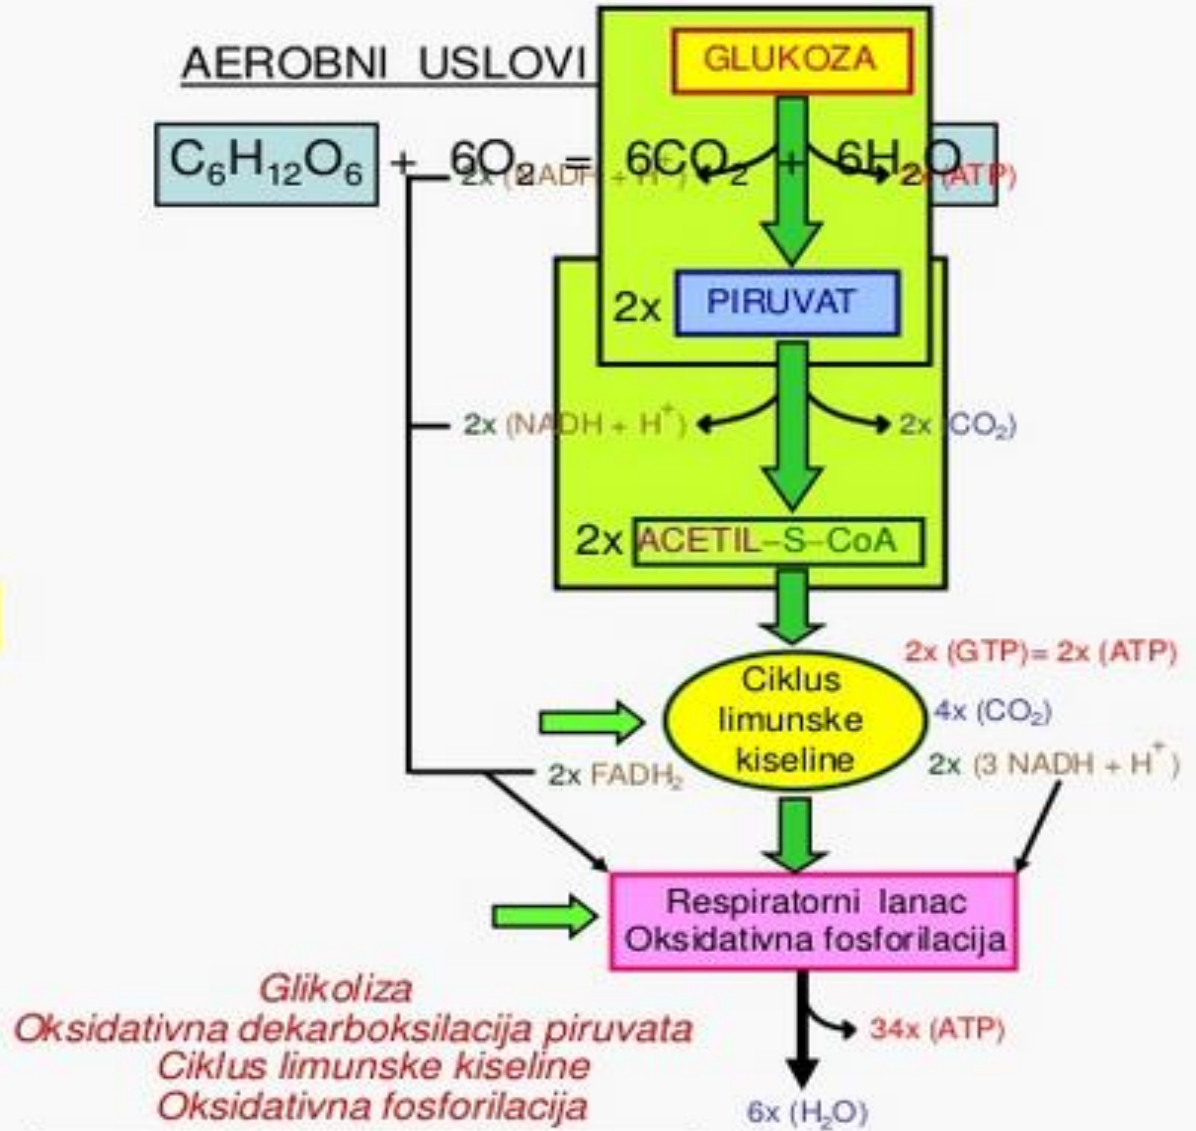 AEROBNI USLOVI
GLUKOZA
C₆H₁₂O₆ + 6O₂ = 6CO₂ + 6H₂O
2x (NADH + H⁺)
2x (ATP)
2x PIRUVAT
2x (NADH + H⁺)
2x (CO₂)
2x ACETIL–S–CoA
2x (GTP)= 2x (ATP)
Ciklus
limunske
kiseline
4x (CO₂)
2x (3 NADH + H⁺)
2x FADH₂
Respiratorni lanac
Oksidativna fosforilacija
Glikoliza
Oksidativna dekarboksilacija piruvata
Ciklus limunske kiseline
Oksidativna fosforilacija
34x (ATP)
6x (H₂O)